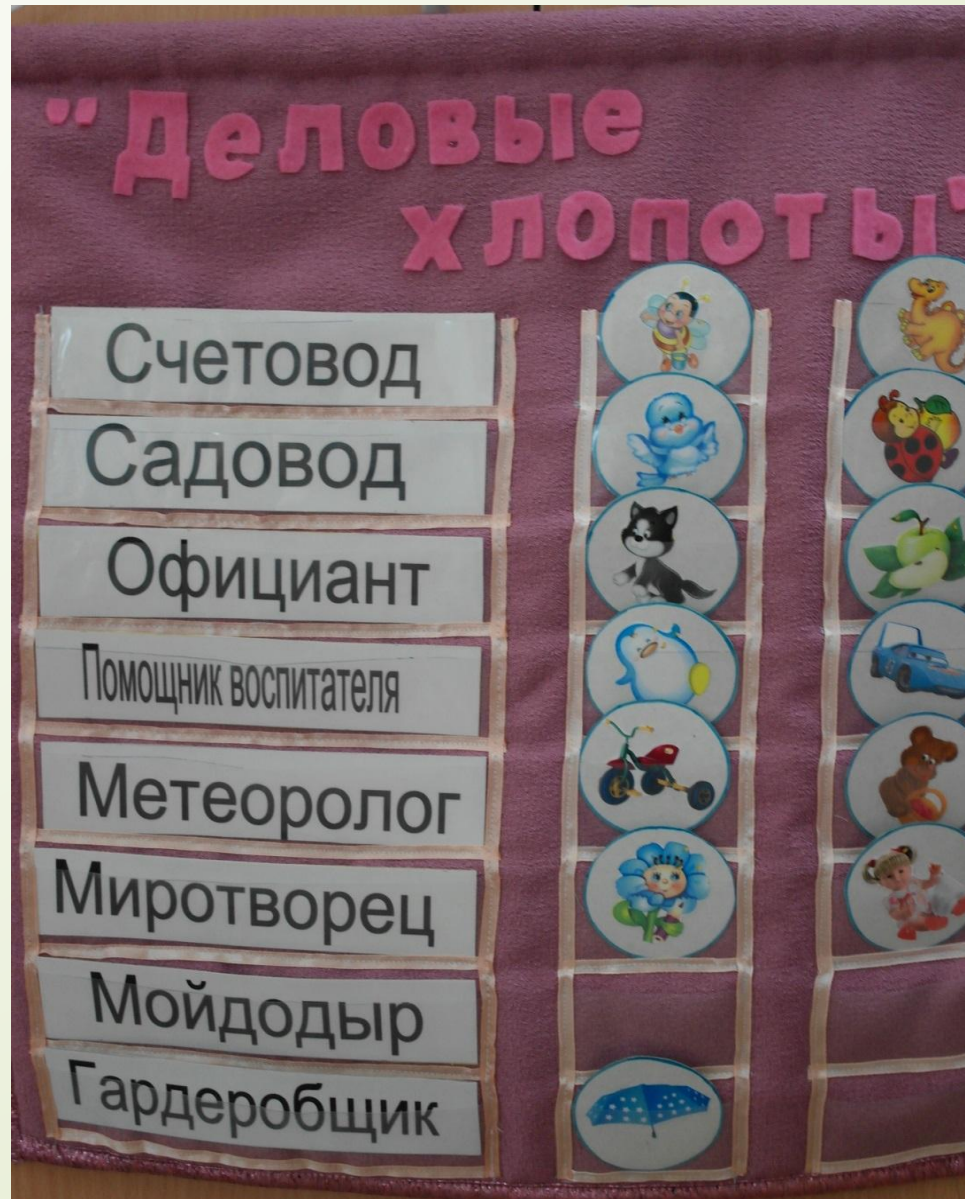 "Деловые
хлопоты"
Счетовод
Садовод
Официант
Помощник воспитателя
Метеоролог
Миротворец
Мойдодыр
Гардеробщик